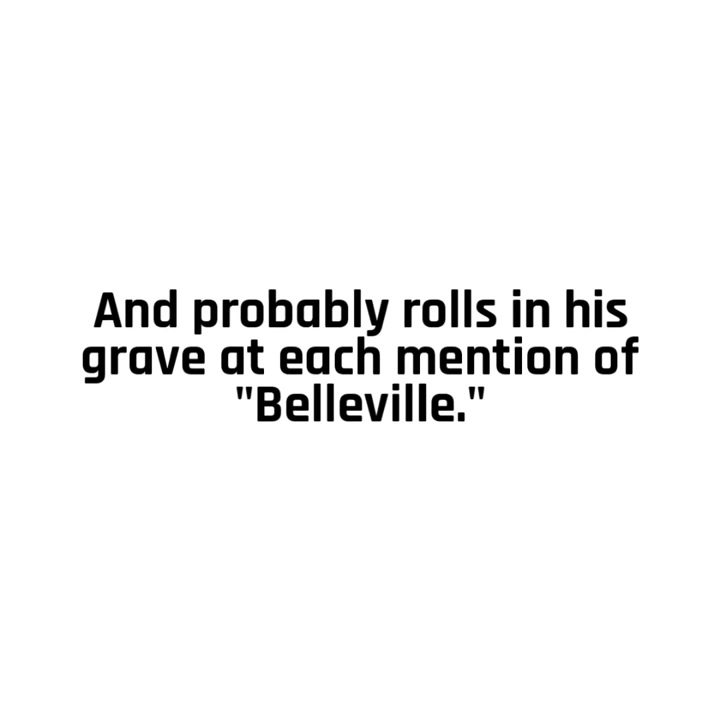 And probably rolls in his
grave at each mention of
"Belleville."